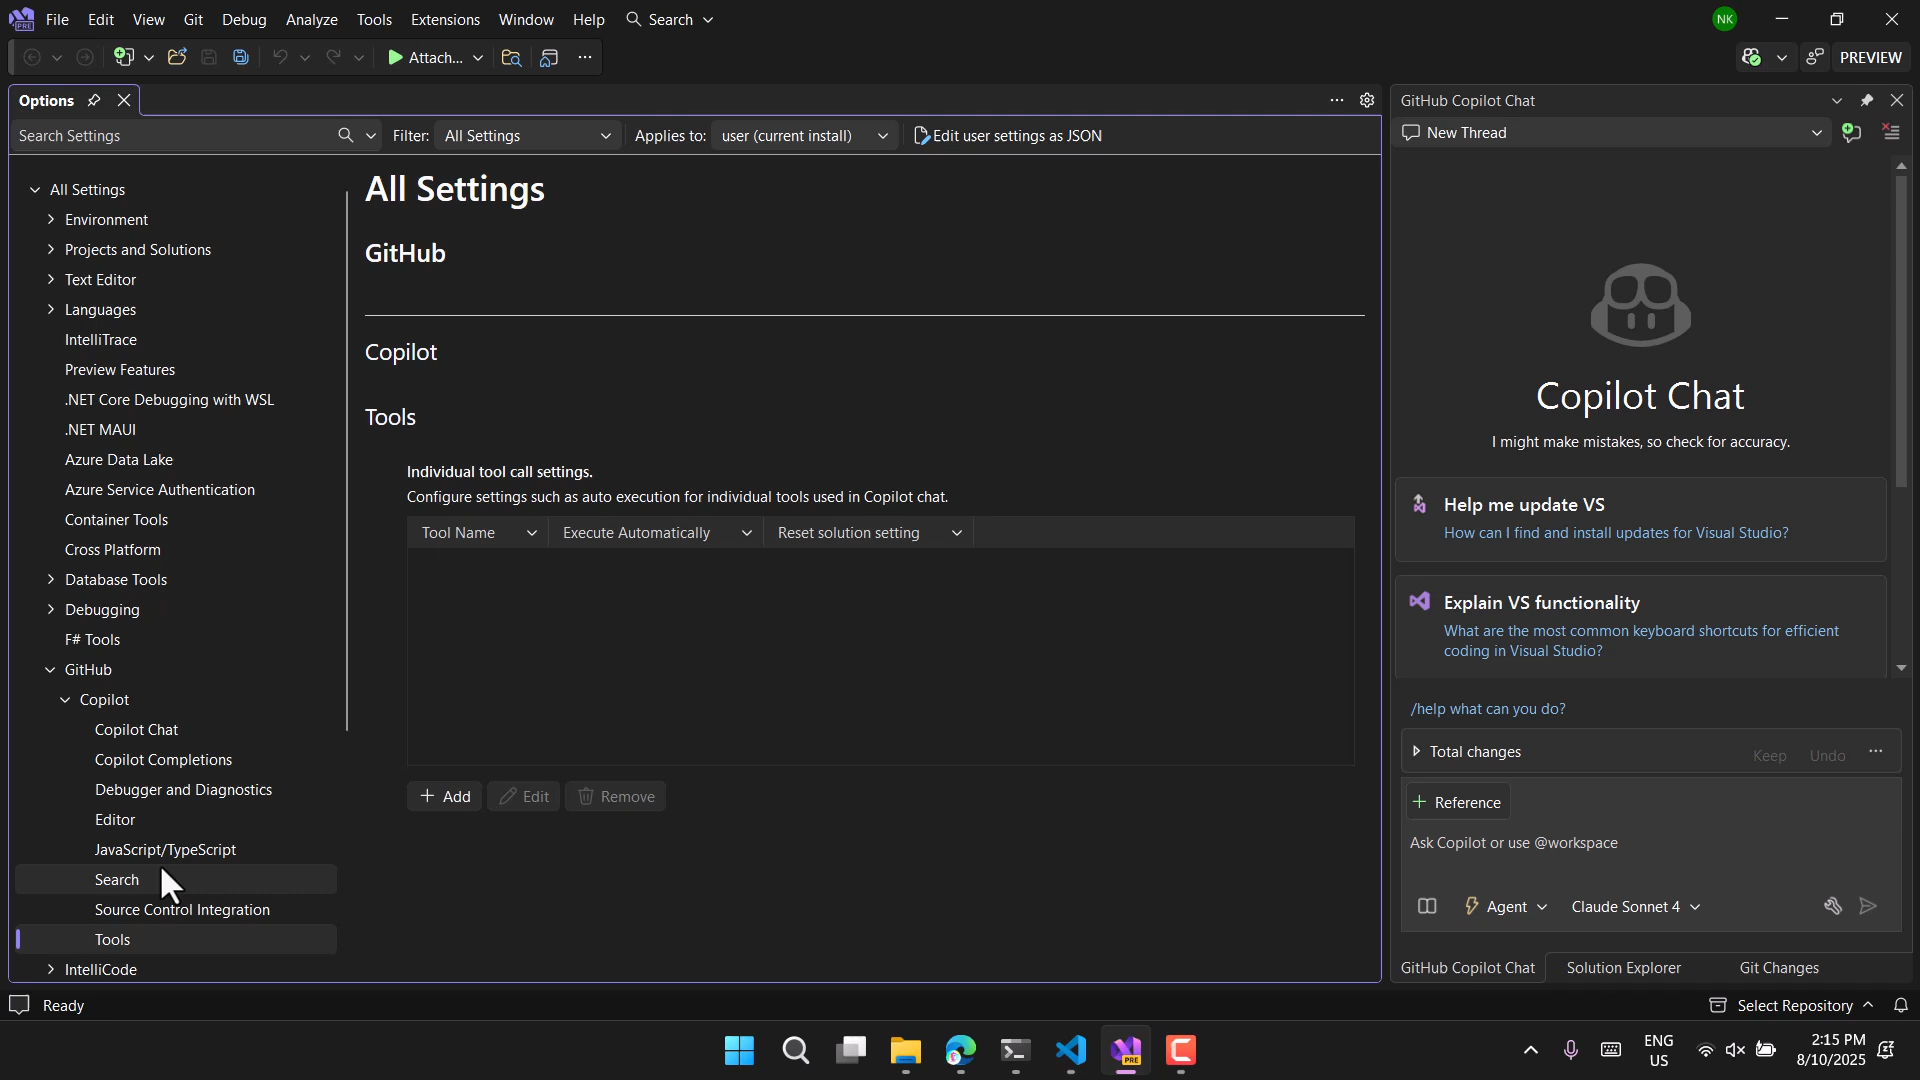 File Edit View Git Debug Analyze Tools Extensions Window Help Search
NK
Attach...
PREVIEW
Options
Search Settings
Filter: All Settings
Applies to: user (current install)
Edit user settings as JSON
All Settings
Environment
Projects and Solutions
Text Editor
Languages
IntelliTrace
Preview Features
.NET Core Debugging with WSL
.NET MAUI
Azure Data Lake
Azure Service Authentication
Container Tools
Cross Platform
Database Tools
Debugging
F# Tools
GitHub
Copilot
Copilot Chat
Copilot Completions
Debugger and Diagnostics
Editor
JavaScript/TypeScript
Search
Source Control Integration
Tools
IntelliCode
All Settings
GitHub
Copilot
Tools
Individual tool call settings.
Configure settings such as auto execution for individual tools used in Copilot chat.
Tool Name Execute Automatically Reset solution setting
Add Edit Remove
GitHub Copilot Chat
New Thread
Copilot Chat
I might make mistakes, so check for accuracy.
Help me update VS
How can I find and install updates for Visual Studio?
Explain VS functionality
What are the most common keyboard shortcuts for efficient
coding in Visual Studio?
/help what can you do?
Total changes Keep Undo
Reference
Ask Copilot or use @workspace
Agent Claude Sonnet 4
GitHub Copilot Chat Solution Explorer Git Changes
Ready
Select Repository
PRE
ENG
US
2:15 PM
8/10/2025